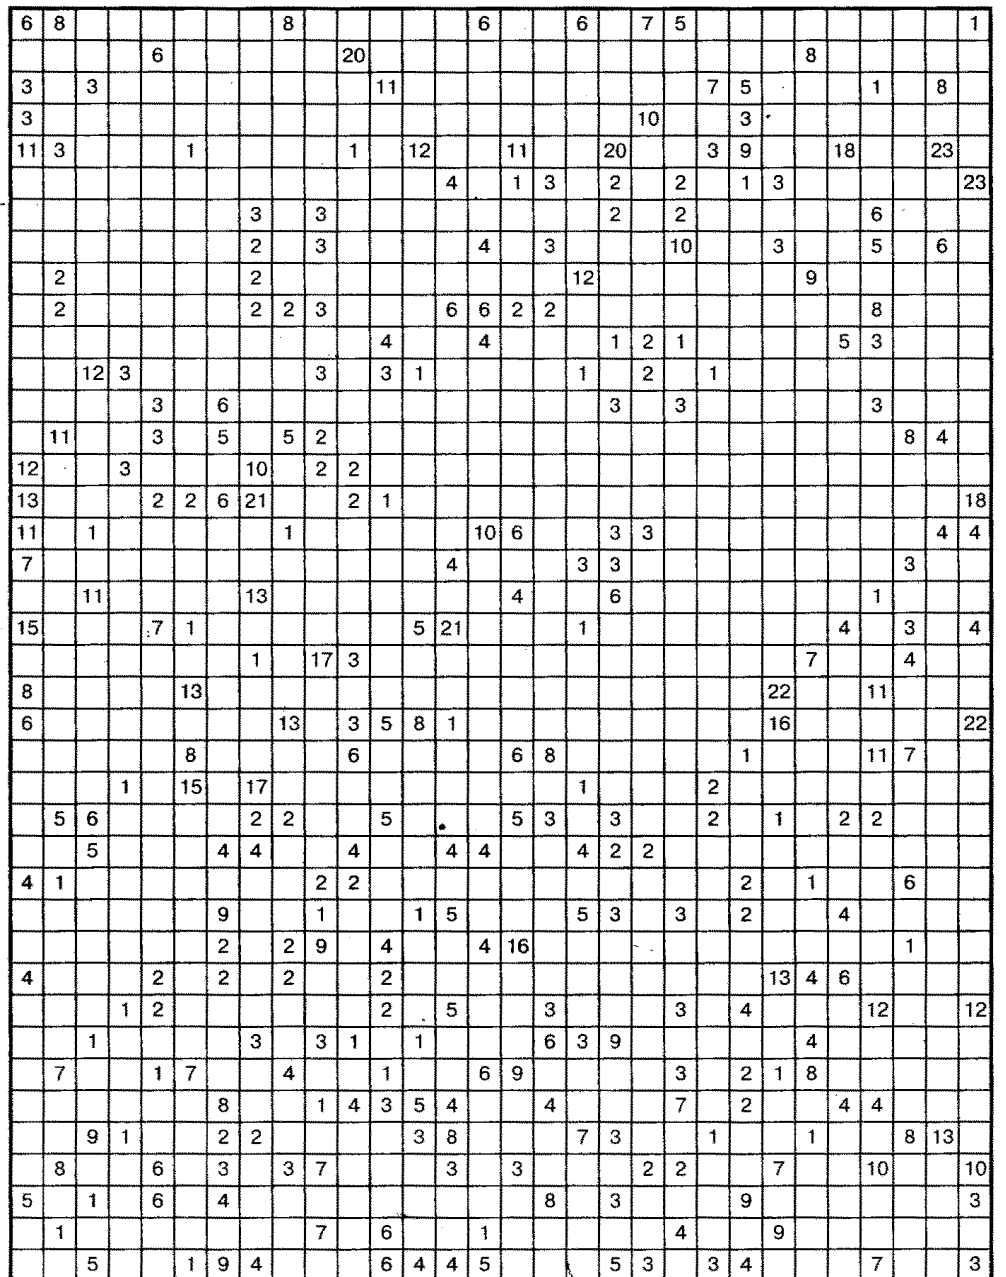 6 8 8 6 6 7 5 1
6 20 8
3 3 11 7 5 1 8
3 10 3
11 3 1 1 12 11 20 3 9 18 23
4 1 3 2 2 1 3 23
3 3 2 2 6
2 3 4 3 10 3 5 6
2 2 12 9
2 2 2 3 6 6 2 2 8
4 4 1 2 1 5 3
12 3 3 3 1 1 2 1
3 6 3 3 3
11 3 5 5 2 8 4
12 3 10 2 2
13 2 2 6 21 2 1 18
11 1 1 10 6 3 3 4 4
7 4 3 3 3
11 13 4 6 1
15 7 1 5 21 1 4 3 4
1 17 3 7 4
8 13 22 11
6 13 3 5 8 1 16 22
8 6 6 8 1 11 7
1 15 17 1 2
5 6 2 2 5 5 3 3 2 1 2 2
5 4 4 4 4 4 4 2 2
4 1 2 2 2 1 6
9 1 1 5 5 3 3 2 4
2 2 9 4 4 16 1
4 2 2 2 2 13 4 6
1 2 2 5 3 3 4 12 12
1 3 3 1 1 6 3 9 4
7 1 7 4 1 6 9 3 2 1 8
8 1 4 3 5 4 4 7 2 4 4
9 1 2 2 3 8 7 3 1 1 8 13
8 6 3 3 7 3 3 2 2 7 10 10
5 1 6 4 8 3 9 3
1 7 6 1 4 9
5 1 9 4 6 4 4 5 5 3 3 4 7 3